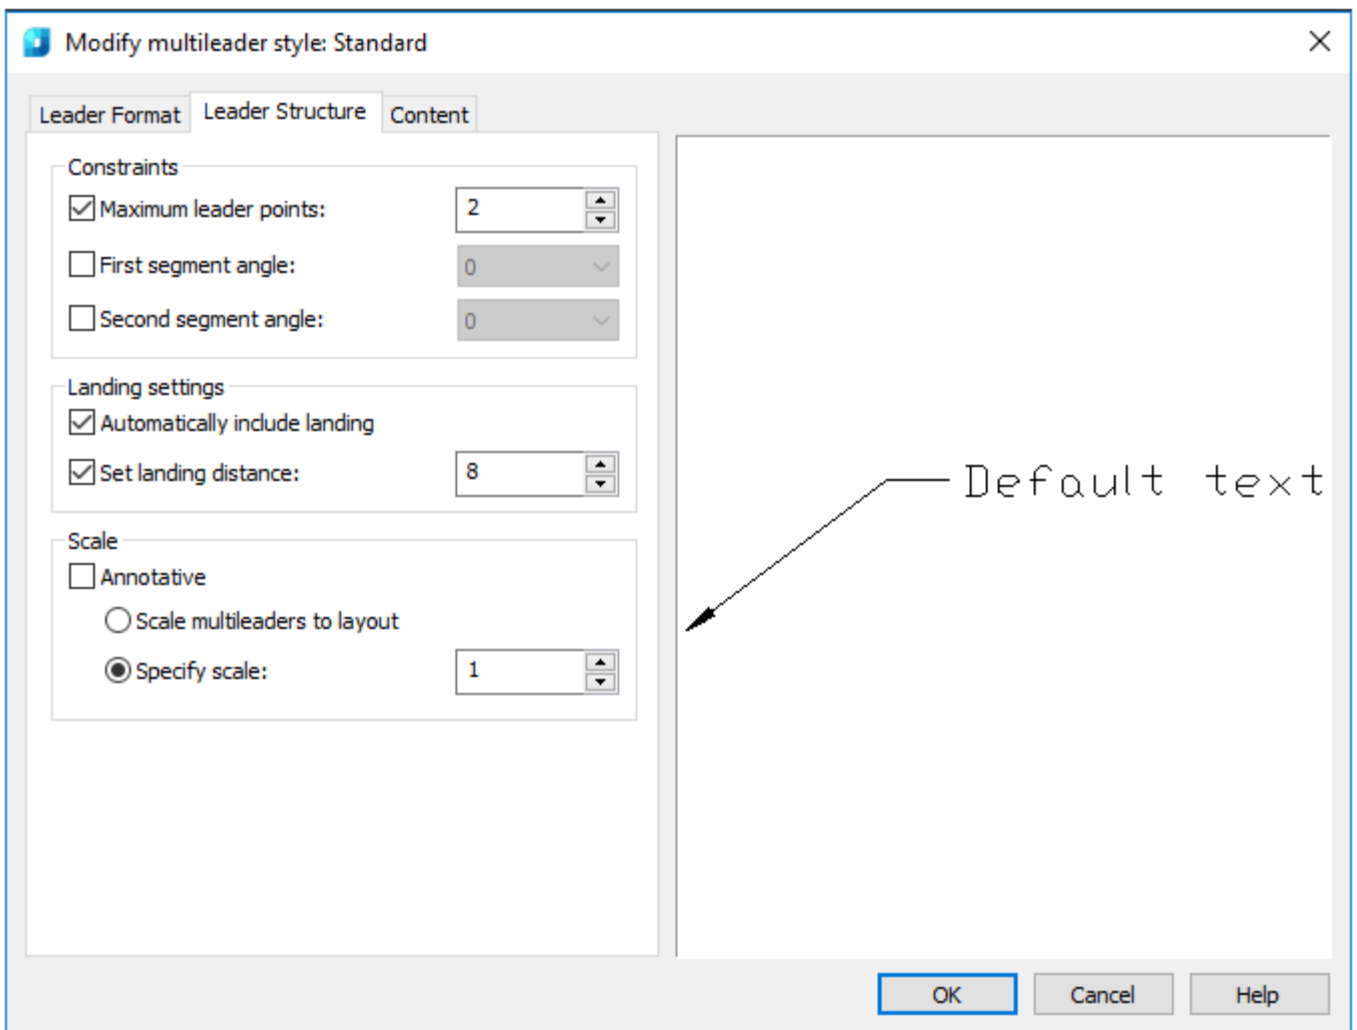 Modify multileader style: Standard
Leader Format Leader Structure Content
Constraints
Maximum leader points: 2
First segment angle: 0
Second segment angle: 0
Landing settings
Automatically include landing
Set landing distance: 8
Scale
Annotative
Scale multileaders to layout
Specify scale: 1
Default text
OK Cancel Help